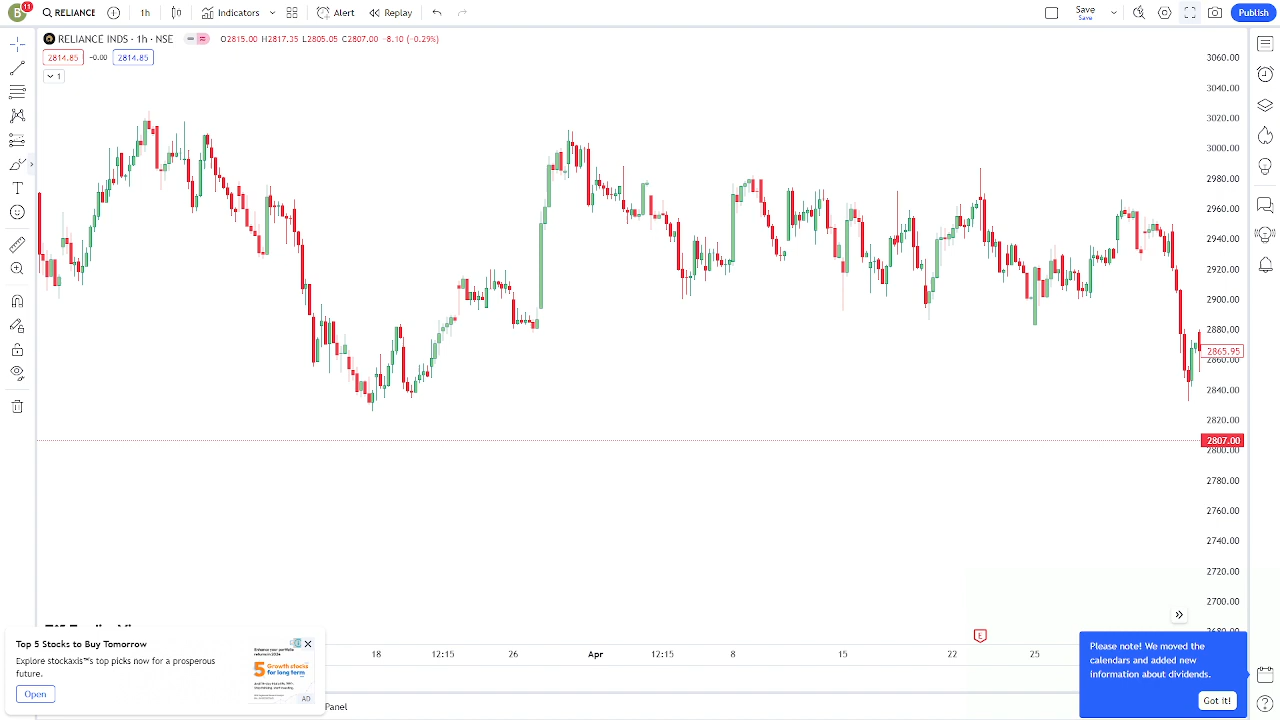 B 11 RELIANCE 1h Indicators Alert Replay Save Save Publish
RELIANCE INDS · 1h · NSE O2815.00 H2817.35 L2805.05 C2807.00 −8.10 (−0.29%)
2814.85 −0.00 2814.85
1
3060.00
3040.00
3020.00
3000.00
2980.00
2960.00
2940.00
2920.00
2900.00
2880.00
2865.95
2860.00
2840.00
2820.00
2807.00
2800.00
2780.00
2760.00
2740.00
2720.00
2700.00
E
18 12:15 26 Apr 12:15 8 15 22 25
Top 5 Stocks to Buy Tomorrow
Explore stockaxis™s top picks now for a prosperous
future.
Open
5 Growth stocks
for long term
AD
Panel
Please note! We moved the
calendars and added new
information about dividends.
Got it!